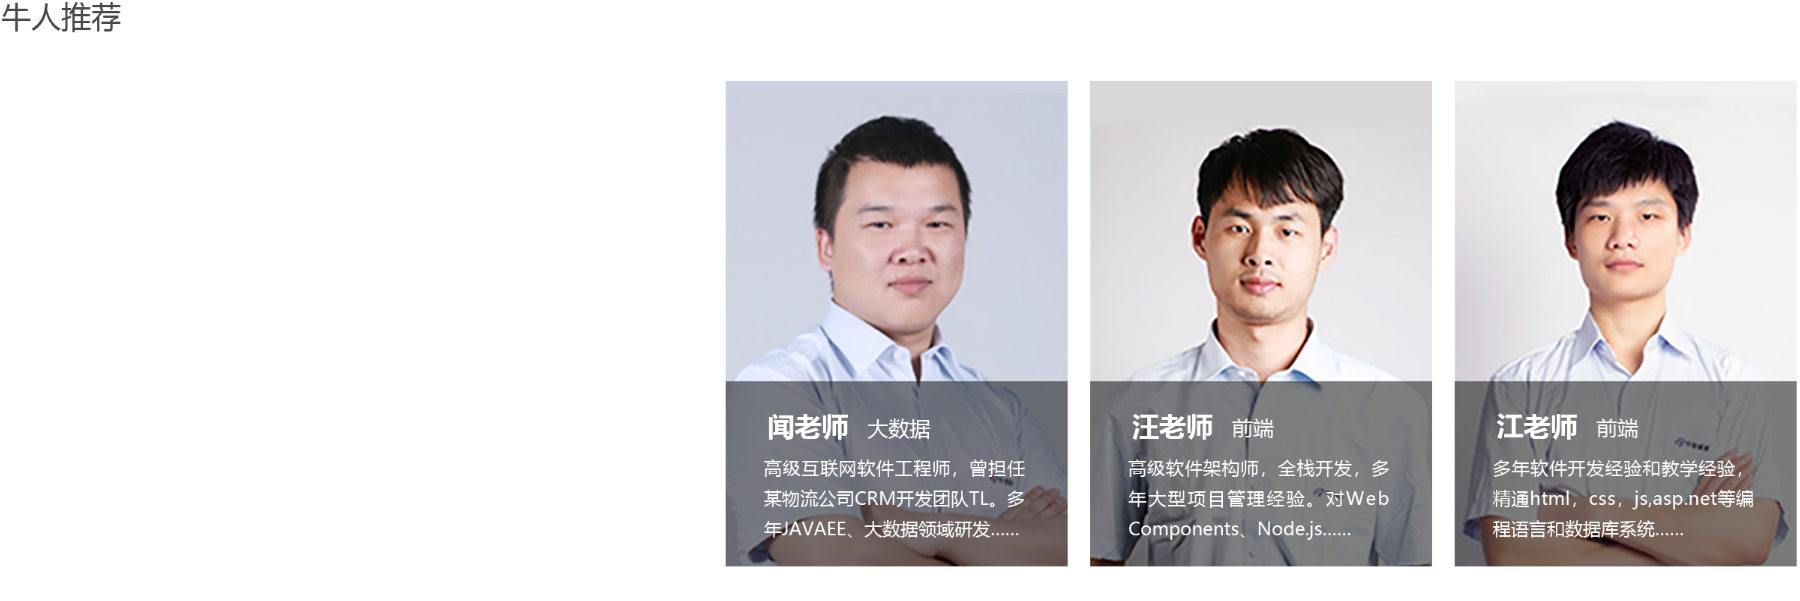 牛人推荐
闻老师 大数据
高级互联网软件工程师，曾担任
某物流公司CRM开发团队TL。多
年JAVAEE、大数据领域研发......
汪老师 前端
高级软件架构师，全栈开发，多
年大型项目管理经验。对Web
Components、Node.js......
江老师 前端
多年软件开发经验和教学经验，
精通html，css，js,asp.net等编
程语言和数据库系统......